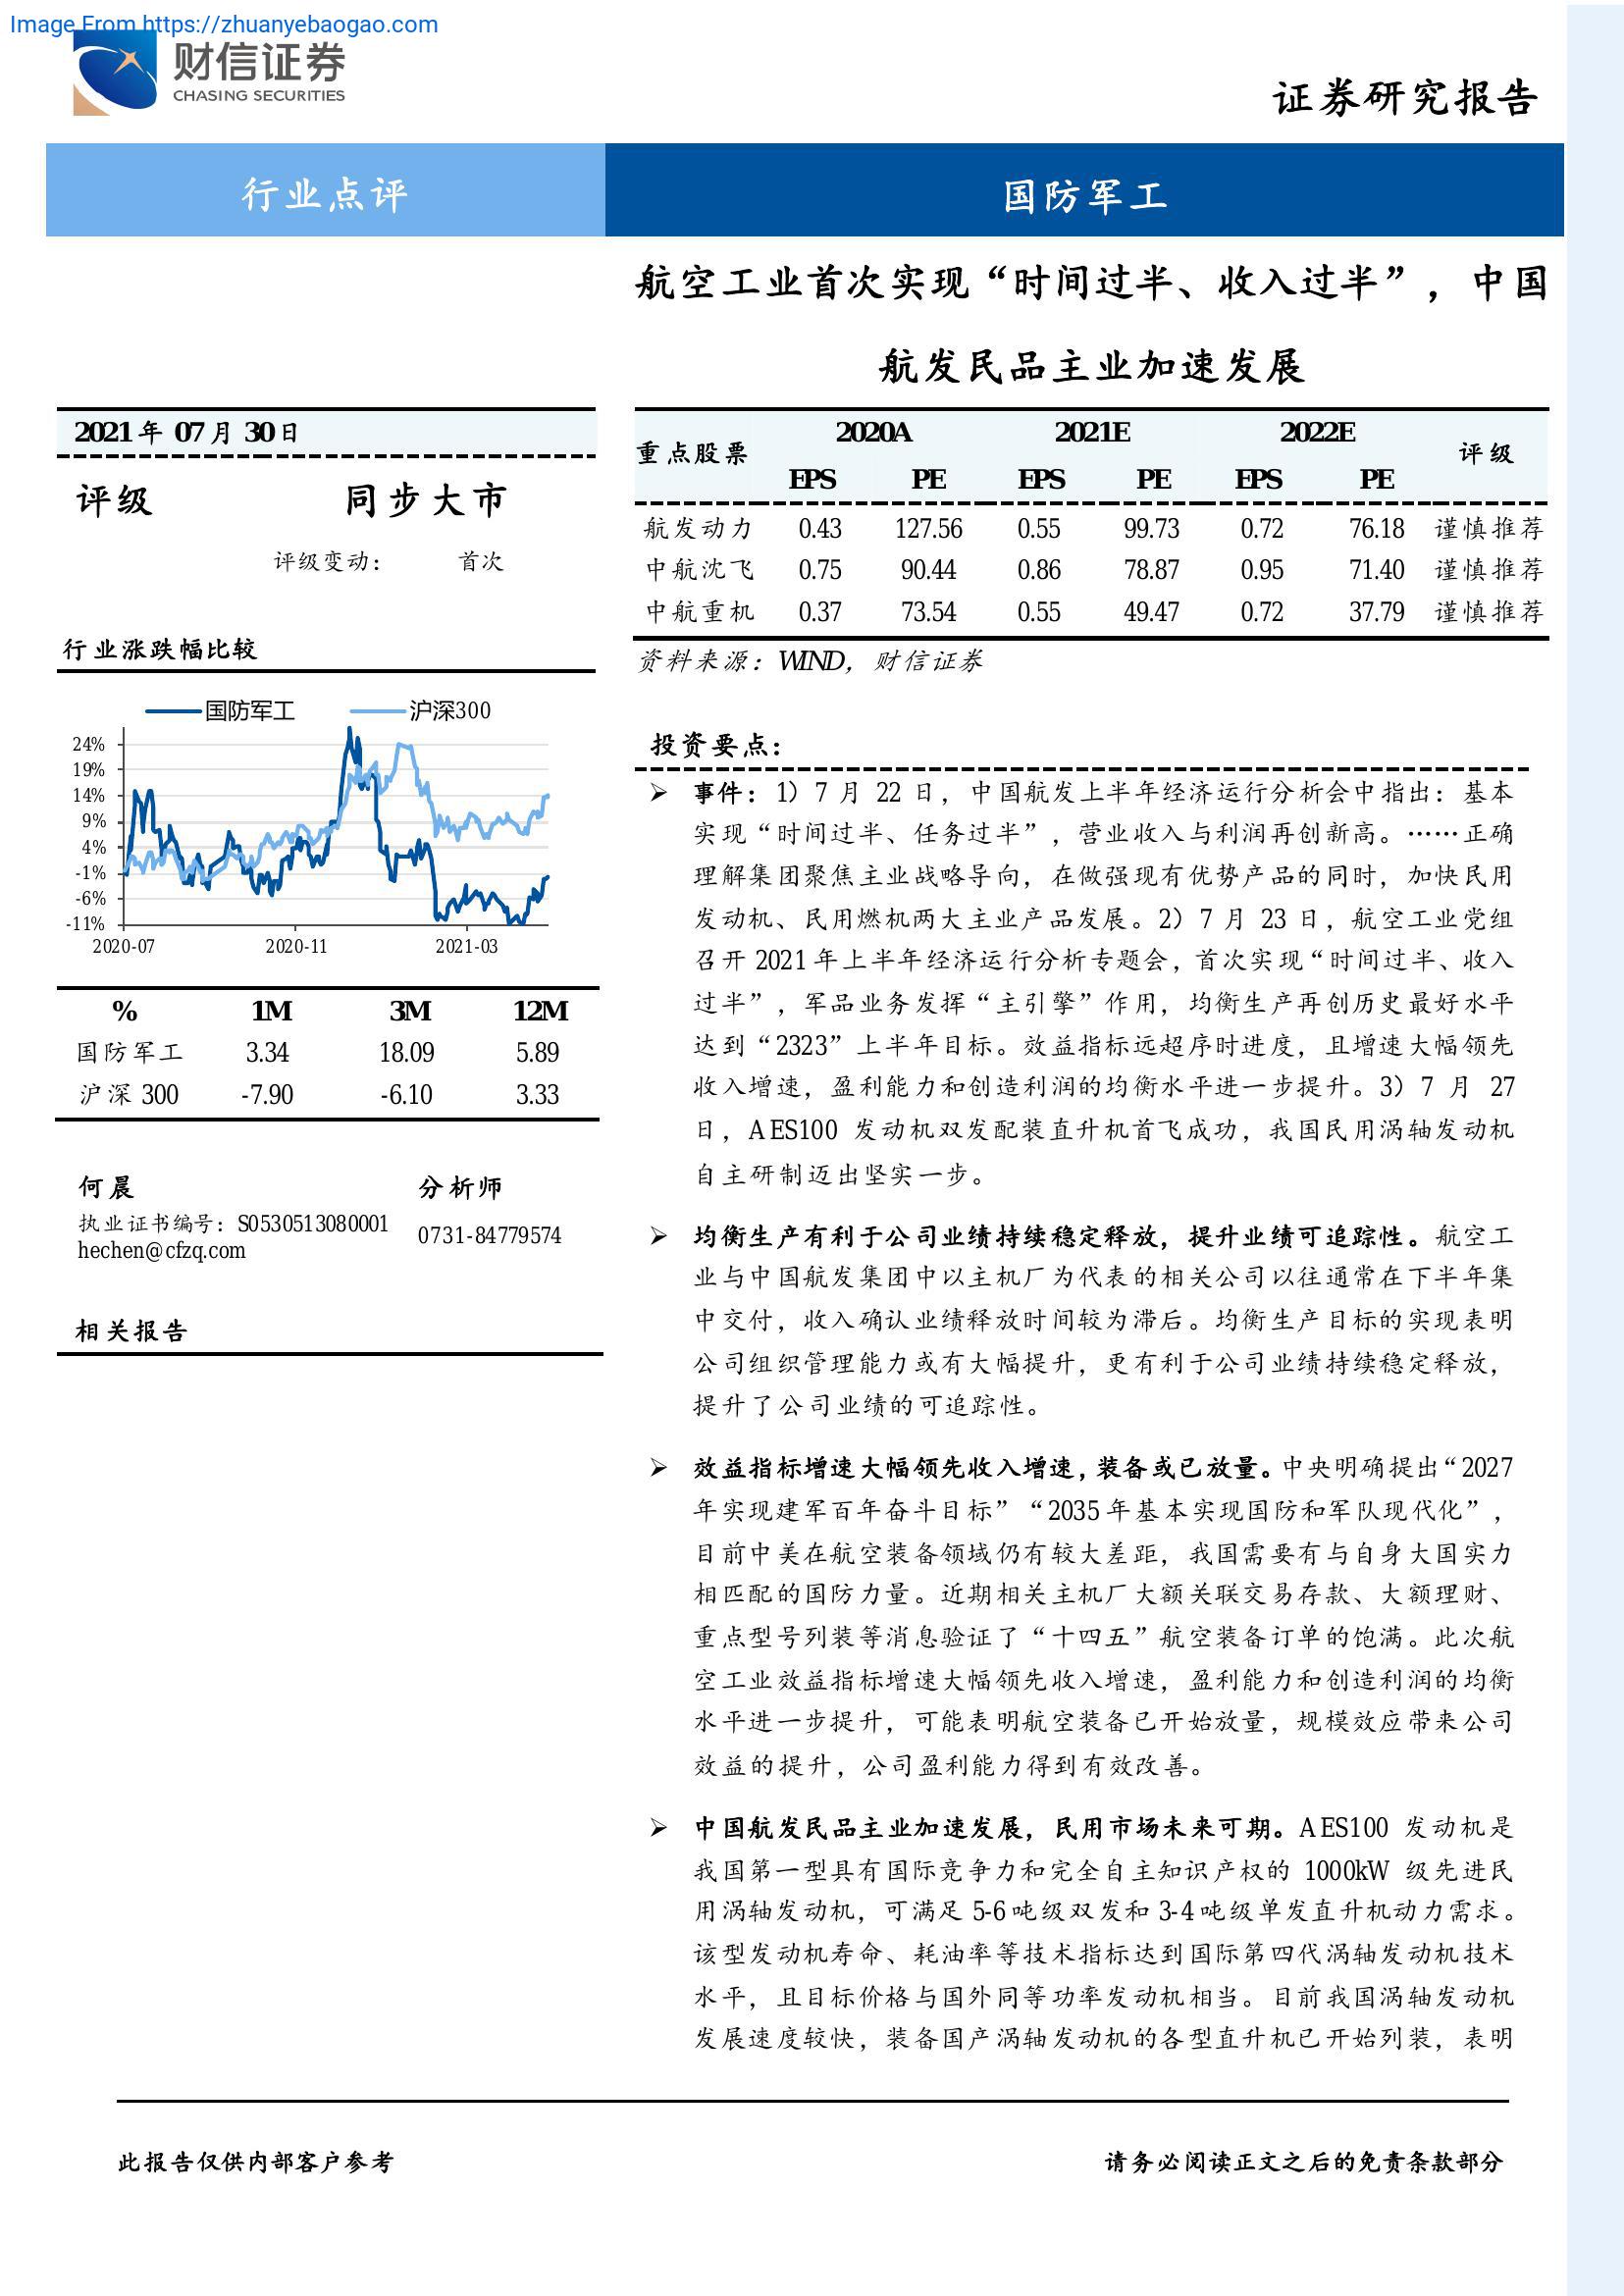 Image From https://zhuanyebaogao.com
财信证券
CHASING SECURITIES
证券研究报告
行业点评
国防军工
航空工业首次实现“时间过半、收入过半”，中国
航发民品主业加速发展
2021年 07月 30日
评级 同步大市
评级变动： 首次
行业涨跌幅比较
国防军工 沪深300
24%
19%
14%
9%
4%
-1%
-6%
-11%
2020-07 2020-11 2021-03
% 1M 3M 12M
国防军工 3.34 18.09 5.89
沪深 300 -7.90 -6.10 3.33
何晨 分析师
执业证书编号：S0530513080001 0731-84779574
hechen@cfzq.com
相关报告
重点股票 2020A 2021E 2022E 评级
EPS PE EPS PE EPS PE
航发动力 0.43 127.56 0.55 99.73 0.72 76.18 谨慎推荐
中航沈飞 0.75 90.44 0.86 78.87 0.95 71.40 谨慎推荐
中航重机 0.37 73.54 0.55 49.47 0.72 37.79 谨慎推荐
资料来源：WIND，财信证券
投资要点：
➢ 事件：1）7 月 22 日，中国航发上半年经济运行分析会中指出：基本
实现“时间过半、任务过半”，营业收入与利润再创新高。……正确
理解集团聚焦主业战略导向，在做强现有优势产品的同时，加快民用
发动机、民用燃机两大主业产品发展。2）7 月 23 日，航空工业党组
召开 2021 年上半年经济运行分析专题会，首次实现“时间过半、收入
过半”，军品业务发挥“主引擎”作用，均衡生产再创历史最好水平
达到“2323”上半年目标。效益指标远超序时进度，且增速大幅领先
收入增速，盈利能力和创造利润的均衡水平进一步提升。3）7 月 27
日，AES100 发动机双发配装直升机首飞成功，我国民用涡轴发动机
自主研制迈出坚实一步。
➢ 均衡生产有利于公司业绩持续稳定释放，提升业绩可追踪性。航空工
业与中国航发集团中以主机厂为代表的相关公司以往通常在下半年集
中交付，收入确认业绩释放时间较为滞后。均衡生产目标的实现表明
公司组织管理能力或有大幅提升，更有利于公司业绩持续稳定释放，
提升了公司业绩的可追踪性。
➢ 效益指标增速大幅领先收入增速，装备或已放量。中央明确提出“2027
年实现建军百年奋斗目标”“2035 年基本实现国防和军队现代化”，
目前中美在航空装备领域仍有较大差距，我国需要有与自身大国实力
相匹配的国防力量。近期相关主机厂大额关联交易存款、大额理财、
重点型号列装等消息验证了“十四五”航空装备订单的饱满。此次航
空工业效益指标增速大幅领先收入增速，盈利能力和创造利润的均衡
水平进一步提升，可能表明航空装备已开始放量，规模效应带来公司
效益的提升，公司盈利能力得到有效改善。
➢ 中国航发民品主业加速发展，民用市场未来可期。AES100 发动机是
我国第一型具有国际竞争力和完全自主知识产权的 1000kW 级先进民
用涡轴发动机，可满足 5-6 吨级双发和 3-4 吨级单发直升机动力需求。
该型发动机寿命、耗油率等技术指标达到国际第四代涡轴发动机技术
水平，且目标价格与国外同等功率发动机相当。目前我国涡轴发动机
发展速度较快，装备国产涡轴发动机的各型直升机已开始列装，表明
此报告仅供内部客户参考
请务必阅读正文之后的免责条款部分